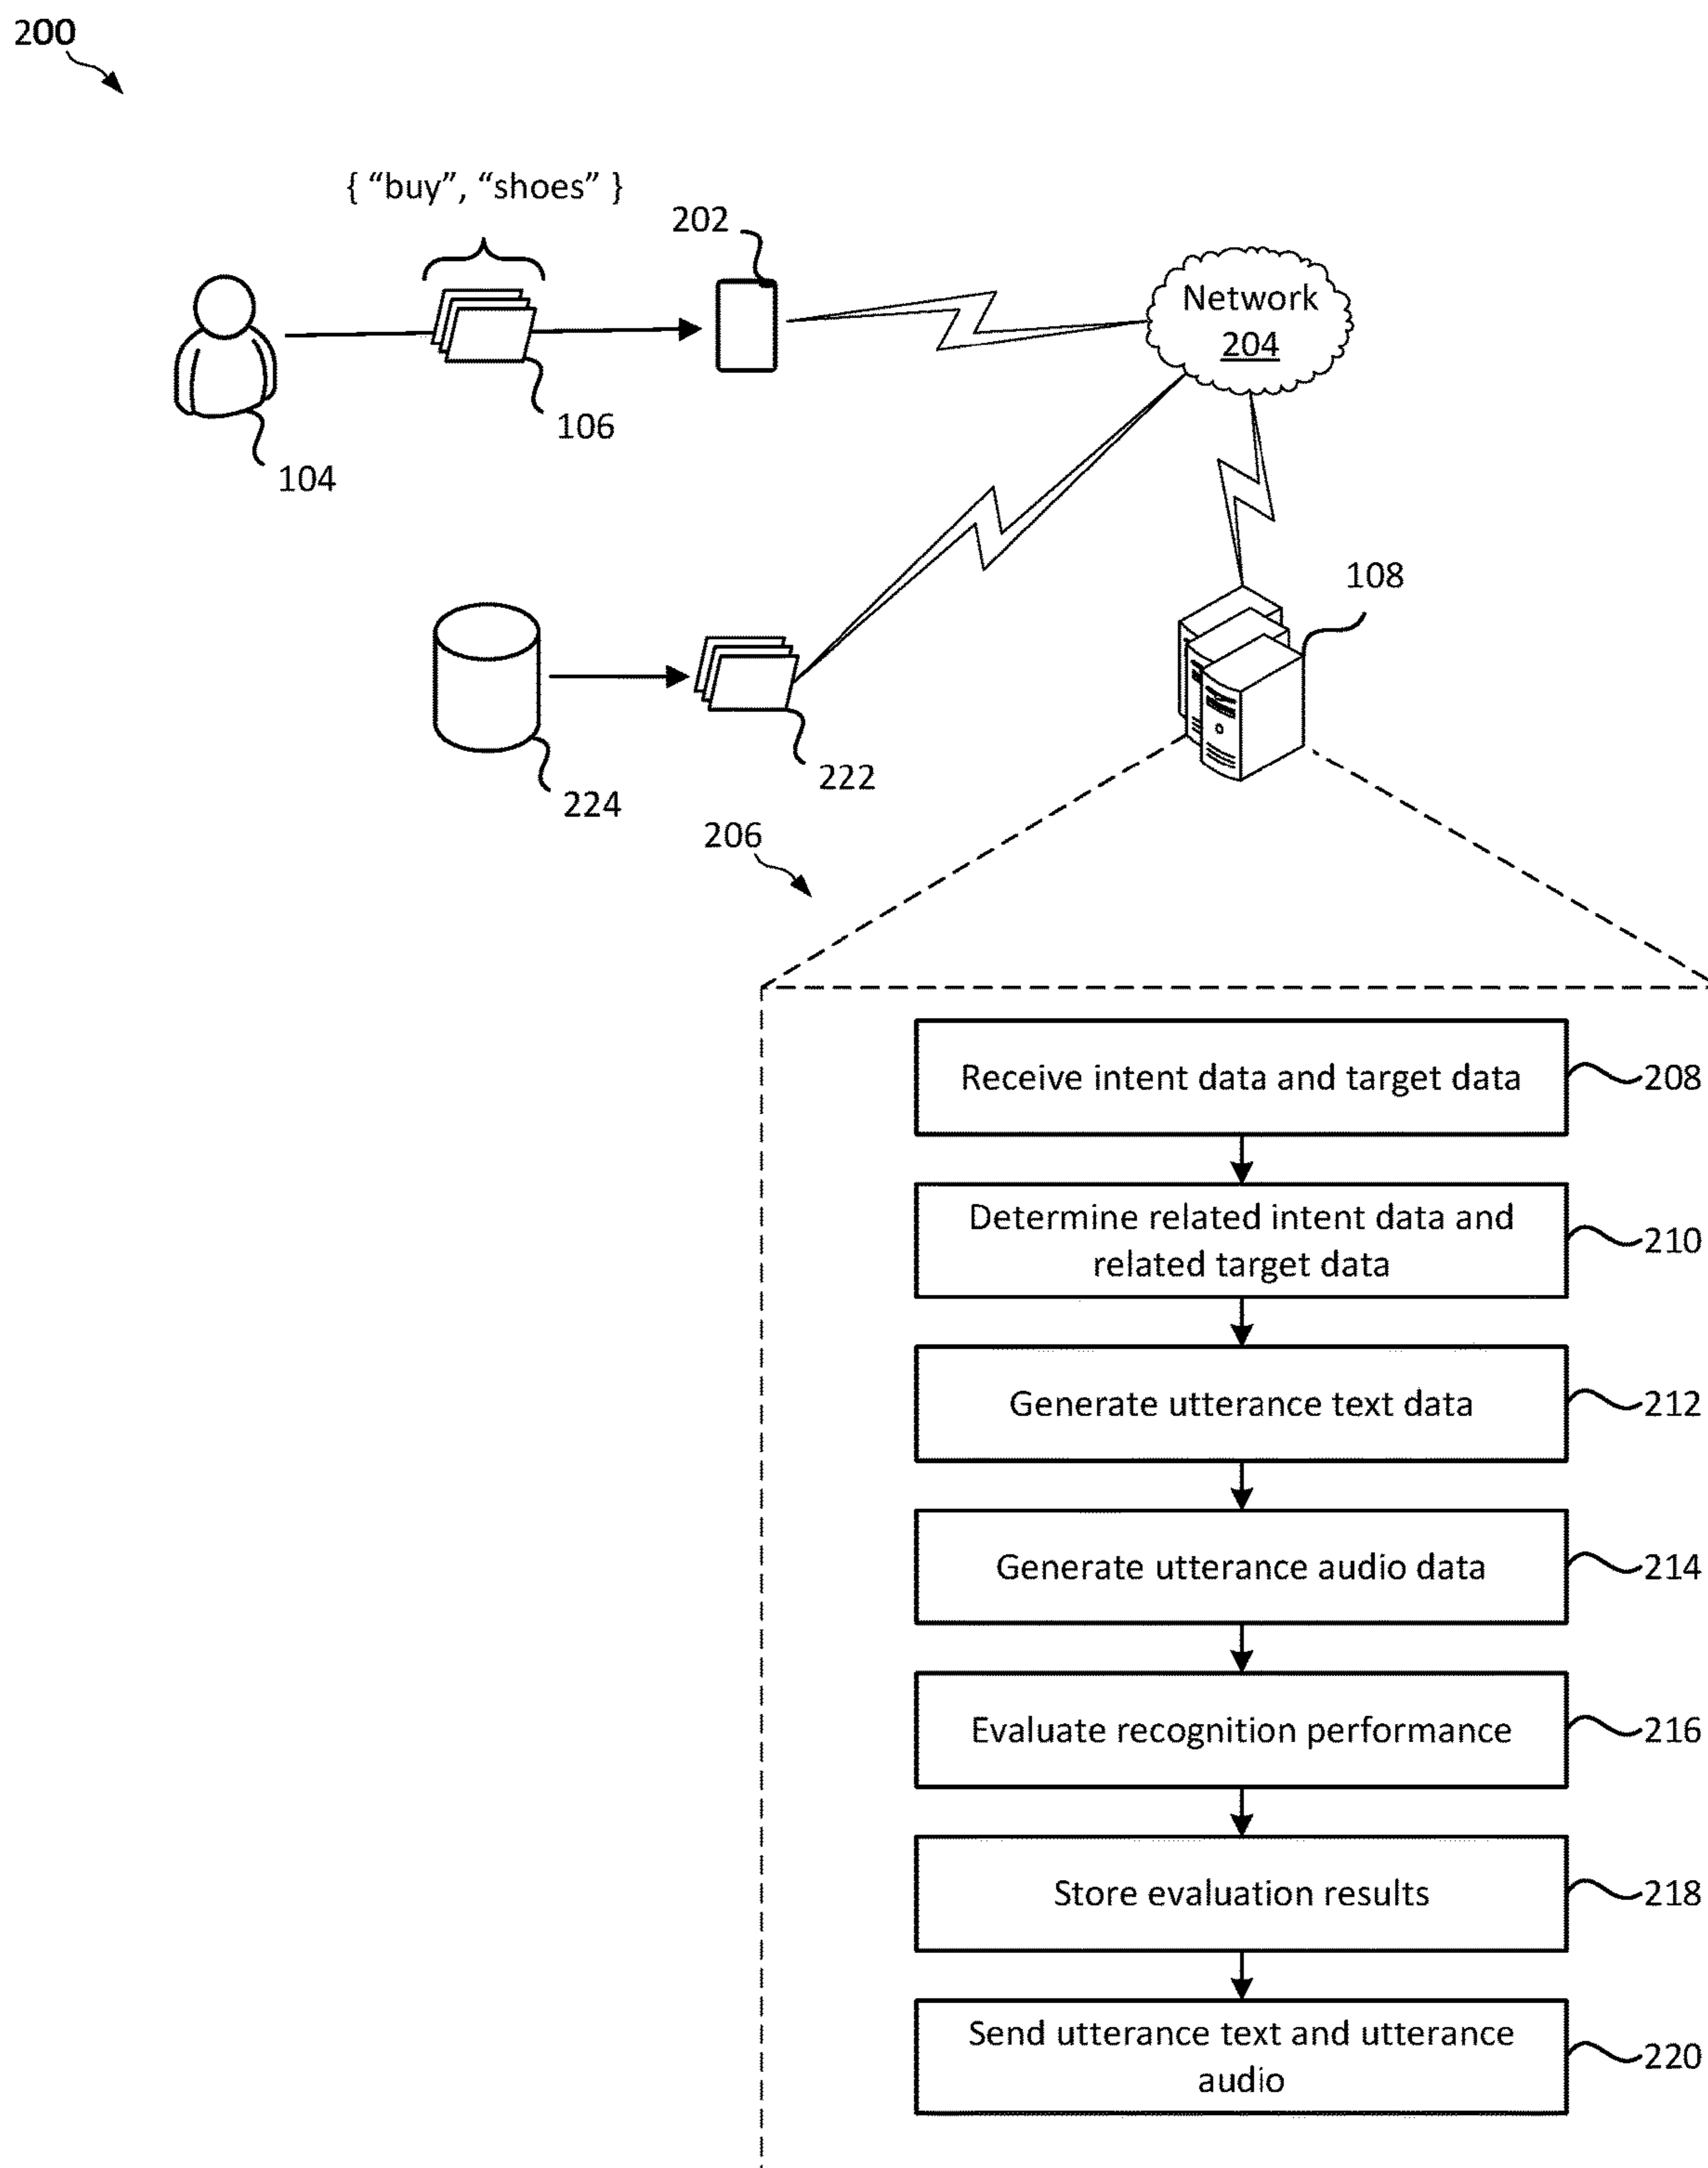 200
{ “buy”, “shoes” }
202
Network
204
106
104
108
222
224
206
Receive intent data and target data
208
Determine related intent data and
related target data
210
Generate utterance text data
212
Generate utterance audio data
214
Evaluate recognition performance
216
Store evaluation results
218
Send utterance text and utterance
audio
220